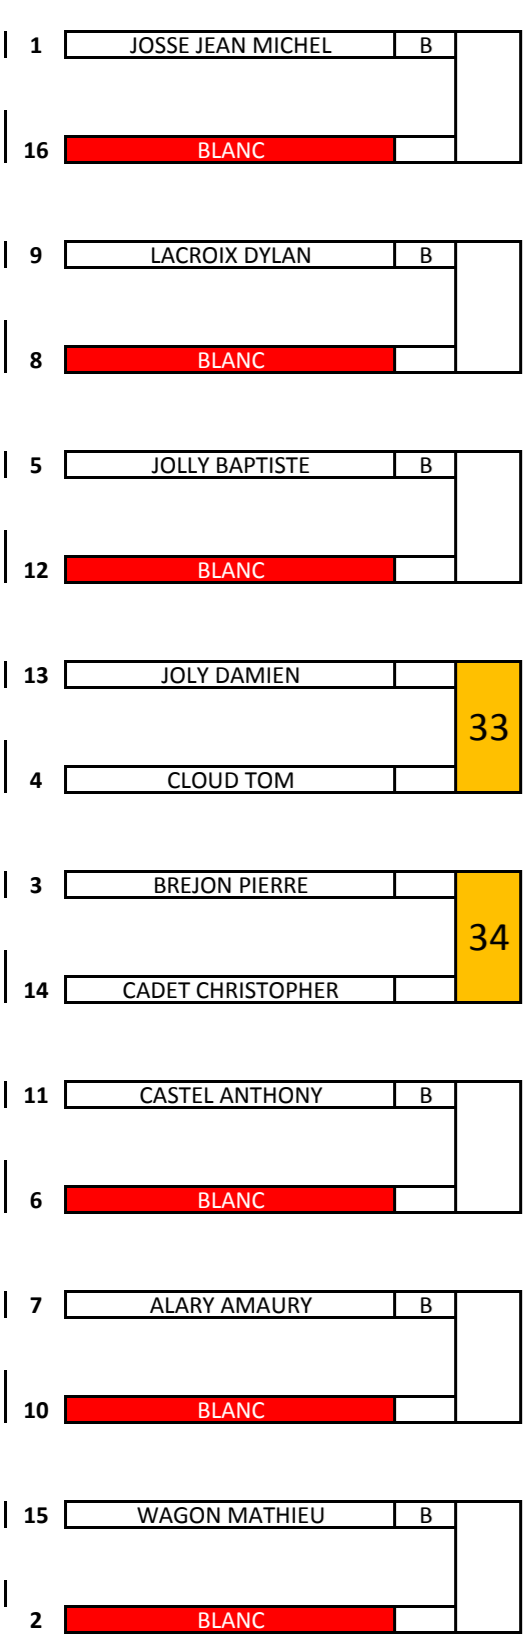 1 JOSSE JEAN MICHEL B
16 BLANC
9 LACROIX DYLAN B
8 BLANC
5 JOLLY BAPTISTE B
12 BLANC
13 JOLY DAMIEN
33
4 CLOUD TOM
3 BREJON PIERRE
34
14 CADET CHRISTOPHER
11 CASTEL ANTHONY B
6 BLANC
7 ALARY AMAURY B
10 BLANC
15 WAGON MATHIEU B
2 BLANC